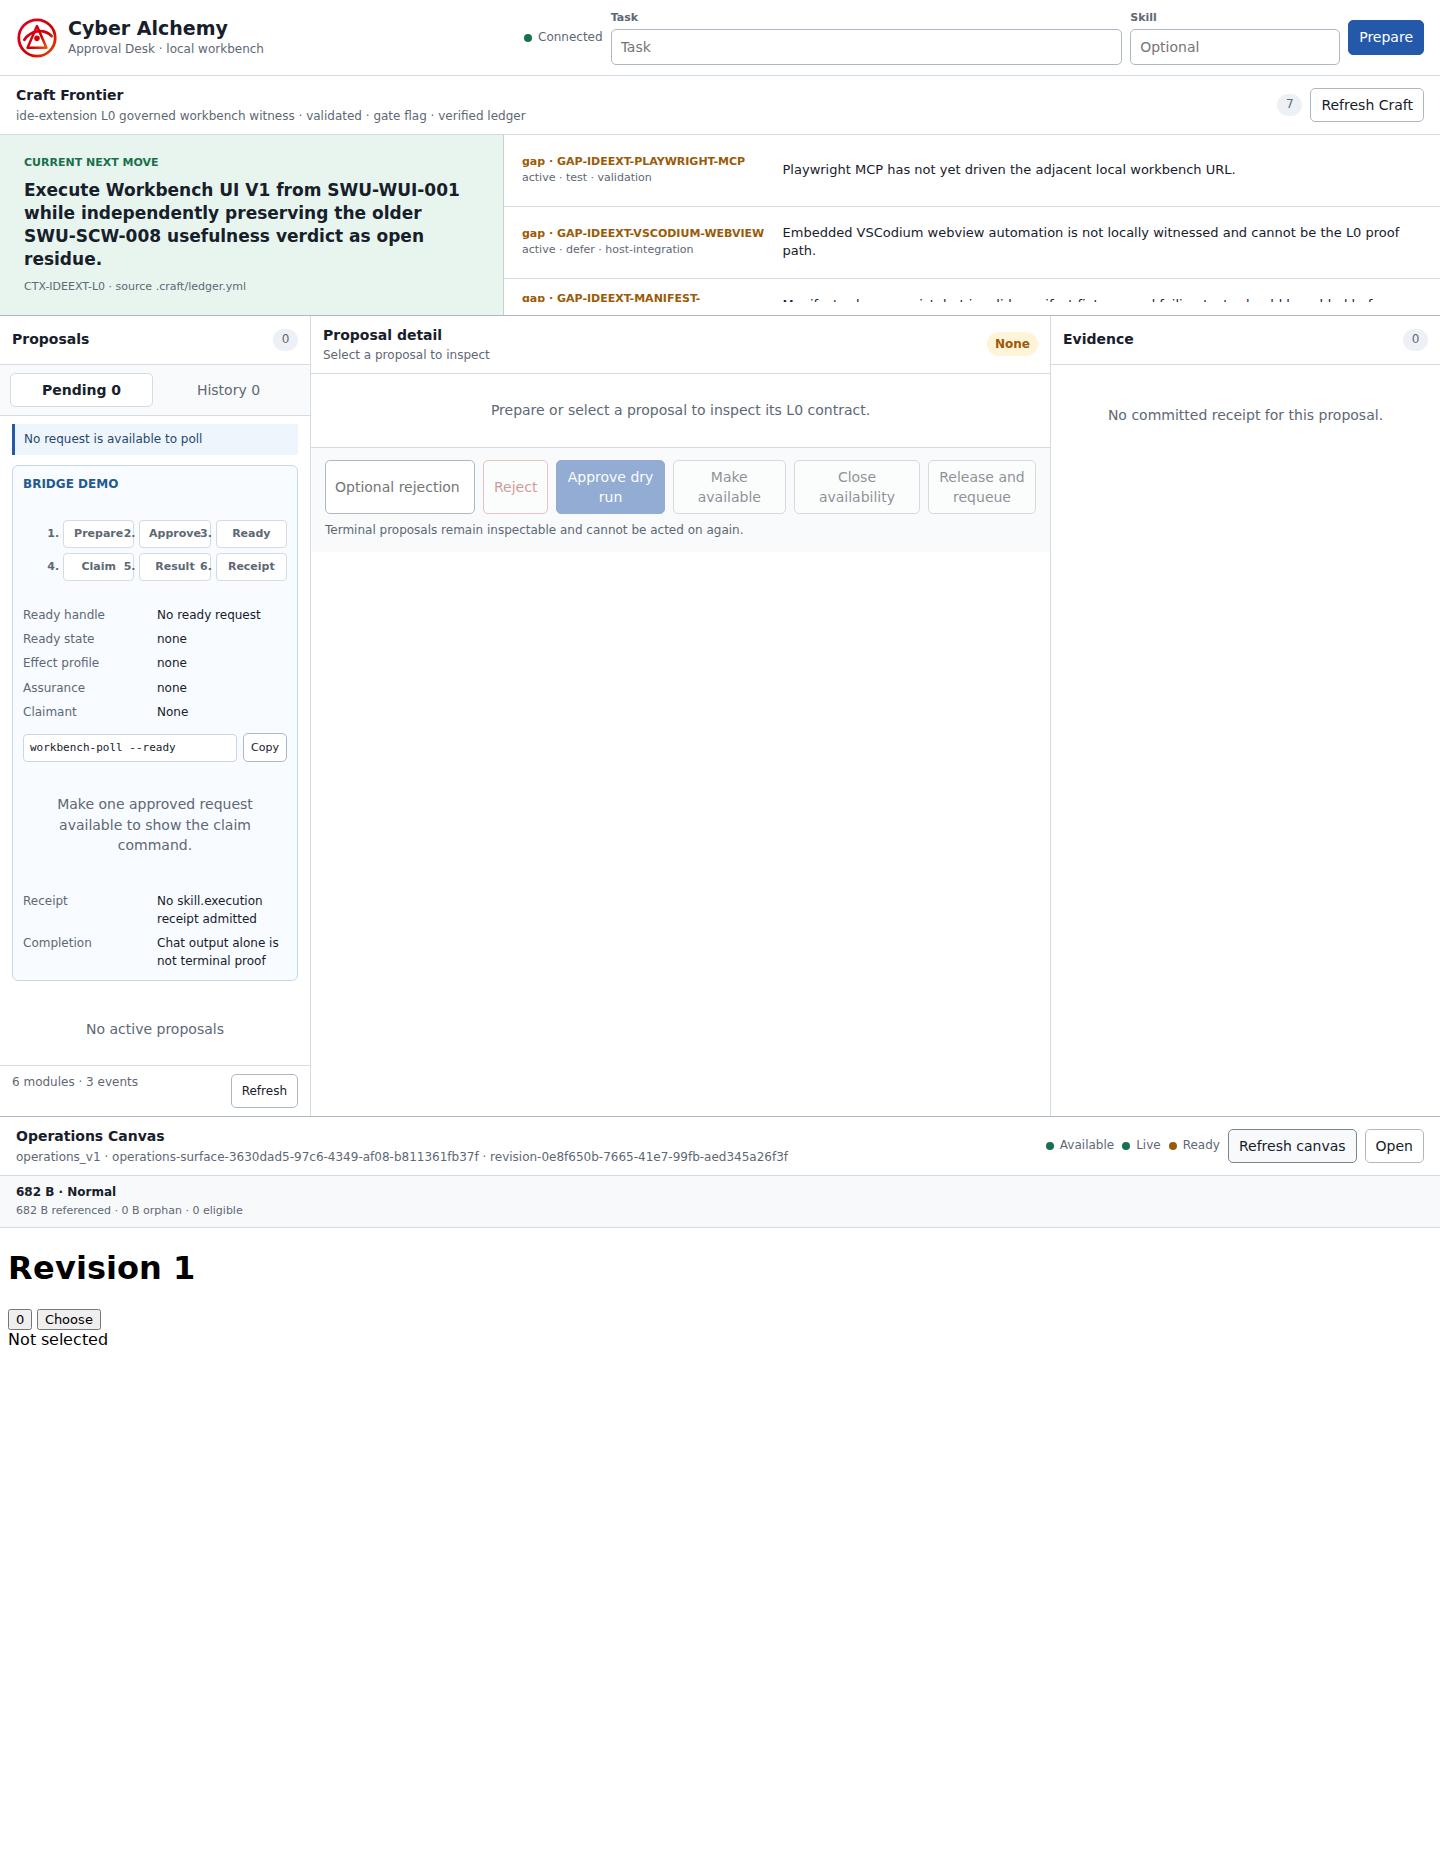 Cyber Alchemy
Approval Desk · local workbench
Connected
Task
Task
Skill
Optional
Prepare
Craft Frontier
ide-extension L0 governed workbench witness · validated · gate flag · verified ledger
7
Refresh Craft
CURRENT NEXT MOVE
Execute Workbench UI V1 from SWU-WUI-001
while independently preserving the older
SWU-SCW-008 usefulness verdict as open
residue.
CTX-IDEEXT-L0 · source .craft/ledger.yml
gap · GAP-IDEEXT-PLAYWRIGHT-MCP
active · test · validation
Playwright MCP has not yet driven the adjacent local workbench URL.
gap · GAP-IDEEXT-VSCODIUM-WEBVIEW
active · defer · host-integration
Embedded VSCodium webview automation is not locally witnessed and cannot be the L0 proof
path.
gap · GAP-IDEEXT-MANIFEST-
Proposals
0
Pending 0
History 0
No request is available to poll
BRIDGE DEMO
1. Prepare
2. Approve
3. Ready
4. Claim
5. Result
6. Receipt
Ready handle No ready request
Ready state none
Effect profile none
Assurance none
Claimant None
workbench-poll --ready
Copy
Make one approved request
available to show the claim
command.
Receipt No skill.execution
receipt admitted
Completion Chat output alone is
not terminal proof
No active proposals
6 modules · 3 events
Refresh
Proposal detail
Select a proposal to inspect
None
Prepare or select a proposal to inspect its L0 contract.
Optional rejection
Reject
Approve dry
run
Make
available
Close
availability
Release and
requeue
Terminal proposals remain inspectable and cannot be acted on again.
Evidence
0
No committed receipt for this proposal.
Operations Canvas
operations_v1 · operations-surface-3630dad5-97c6-4349-af08-b811361fb37f · revision-0e8f650b-7665-41e7-99fb-aed345a26f3f
Available
Live
Ready
Refresh canvas
Open
682 B · Normal
682 B referenced · 0 B orphan · 0 eligible
Revision 1
0
Choose
Not selected